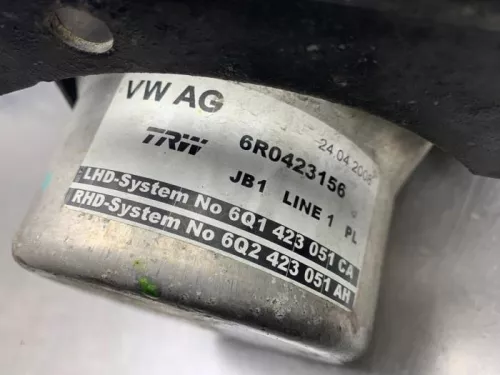 VW AG
TRW 6R0423156 24.04.2008
JB1 LINE 1 PL
LHD-System No 6Q1 423 051 CA
RHD-System No 6Q2 423 051 AH